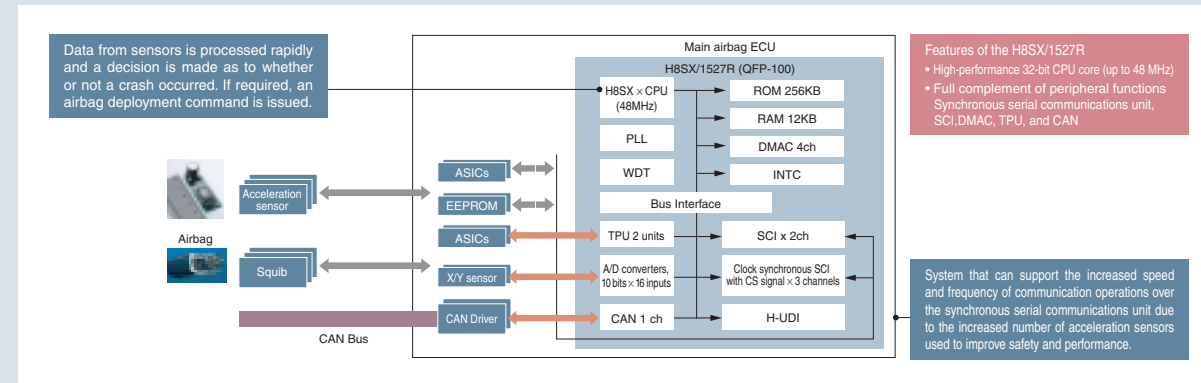 Data from sensors is processed rapidly
and a decision is made as to whether
or not a crash occurred. If required, an
airbag deployment command is issued.
Main airbag ECU
H8SX/1527R (QFP-100)
H8SX × CPU
(48MHz)
PLL
WDT
ROM 256KB
RAM 12KB
DMAC 4ch
INTC
Bus Interface
TPU 2 units
A/D converters,
10 bits × 16 inputs
CAN 1 ch
SCI x 2ch
Clock synchronous SCI
with CS signal × 3 channels
H-UDI
Features of the H8SX/1527R
• High-performance 32-bit CPU core (up to 48 MHz)
• Full complement of peripheral functions
Synchronous serial communications unit,
SCI,DMAC, TPU, and CAN
Acceleration
sensor
Airbag
Squib
ASICs
EEPROM
ASICs
X/Y sensor
CAN Driver
CAN Bus
System that can support the increased speed
and frequency of communication operations over
the synchronous serial communications unit due
to the increased number of acceleration sensors
used to improve safety and performance.